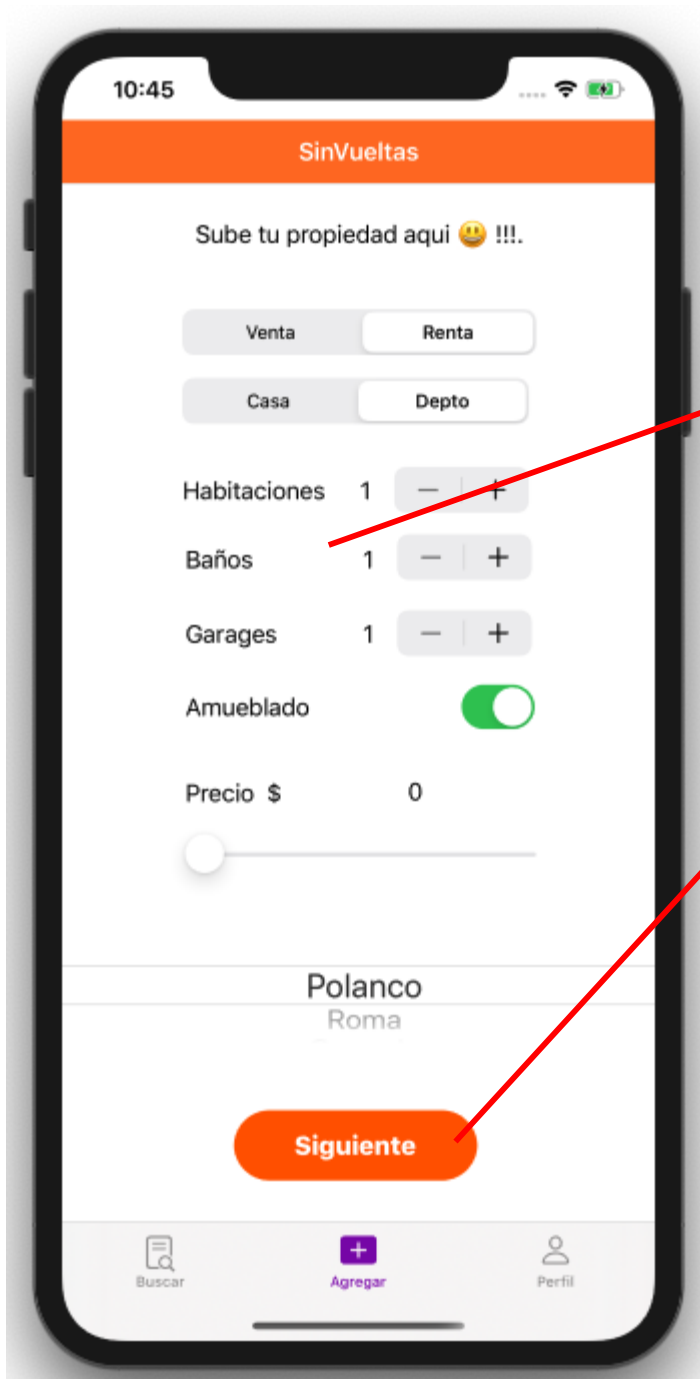 10:45
SinVueltas
Sube tu propiedad aqui 😃 !!!.
Venta Renta
Casa Depto
Habitaciones 1 − +
Baños 1 − +
Garages 1 − +
Amueblado
Precio $ 0
Polanco
Roma
Siguiente
Buscar Agregar Perfil